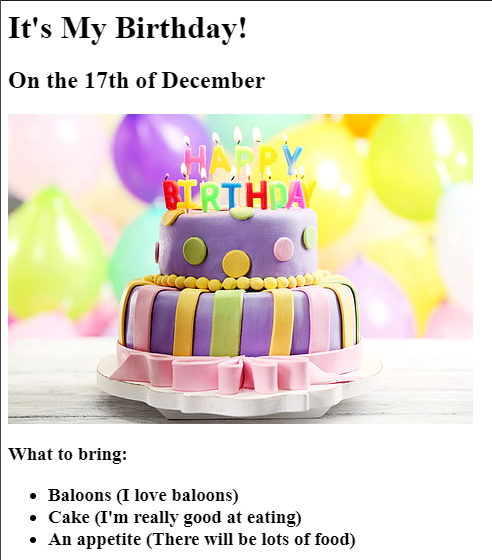 It's My Birthday!
On the 17th of December
HAPPY
BIRTHDAY
What to bring:
Baloons (I love baloons)
Cake (I'm really good at eating)
An appetite (There will be lots of food)